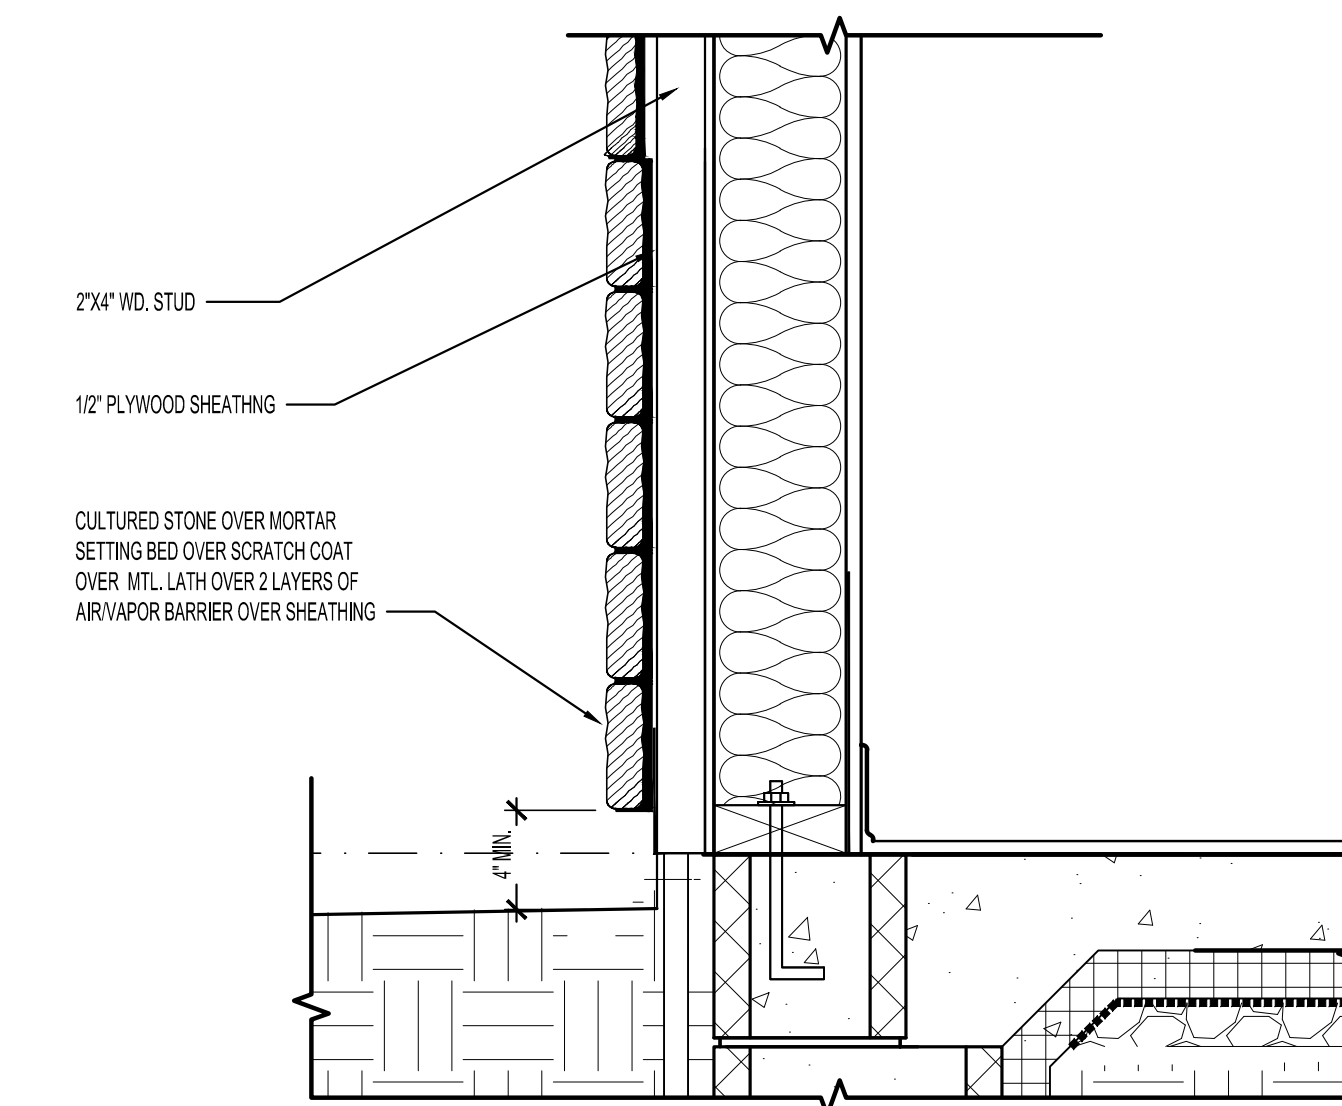 2"X4" WD. STUD
1/2" PLYWOOD SHEATHNG
CULTURED STONE OVER MORTAR
SETTING BED OVER SCRATCH COAT
OVER MTL. LATH OVER 2 LAYERS OF
AIR/VAPOR BARRIER OVER SHEATHING
4" MIN.